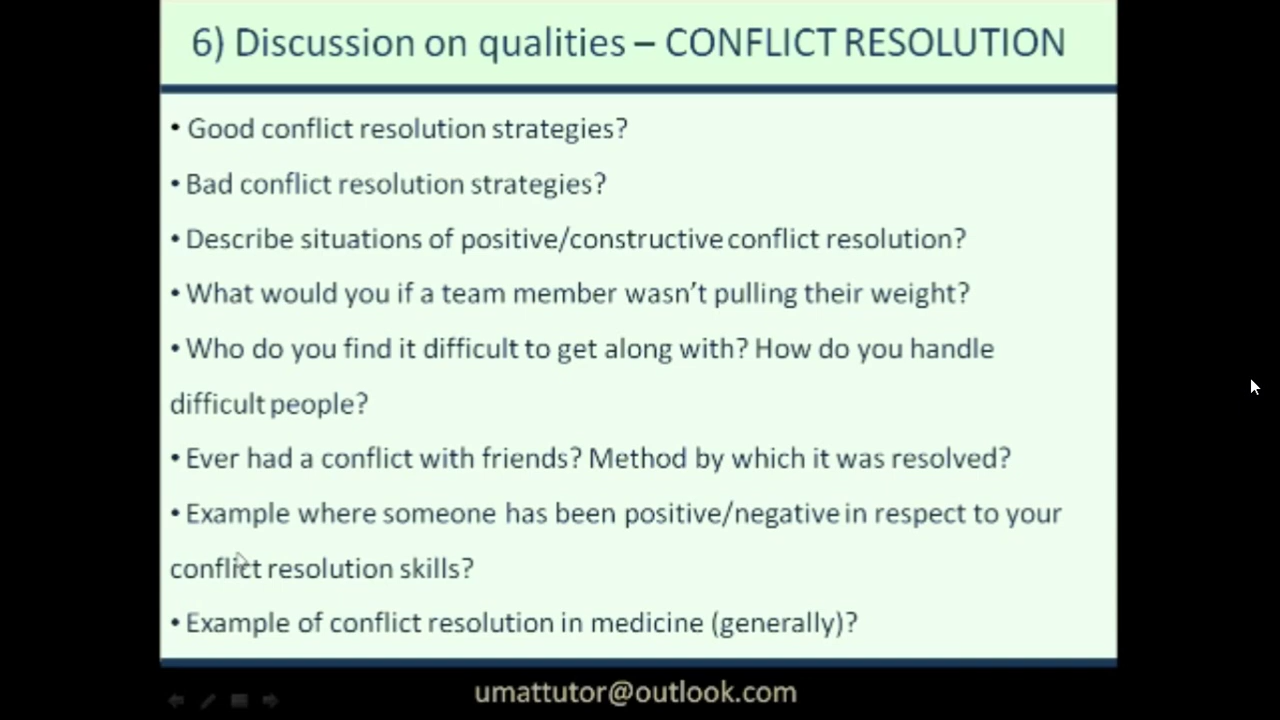 6) Discussion on qualities – CONFLICT RESOLUTION
• Good conflict resolution strategies?
• Bad conflict resolution strategies?
• Describe situations of positive/constructive conflict resolution?
• What would you if a team member wasn’t pulling their weight?
• Who do you find it difficult to get along with? How do you handle
difficult people?
• Ever had a conflict with friends? Method by which it was resolved?
• Example where someone has been positive/negative in respect to your
conflict resolution skills?
• Example of conflict resolution in medicine (generally)?
umattutor@outlook.com